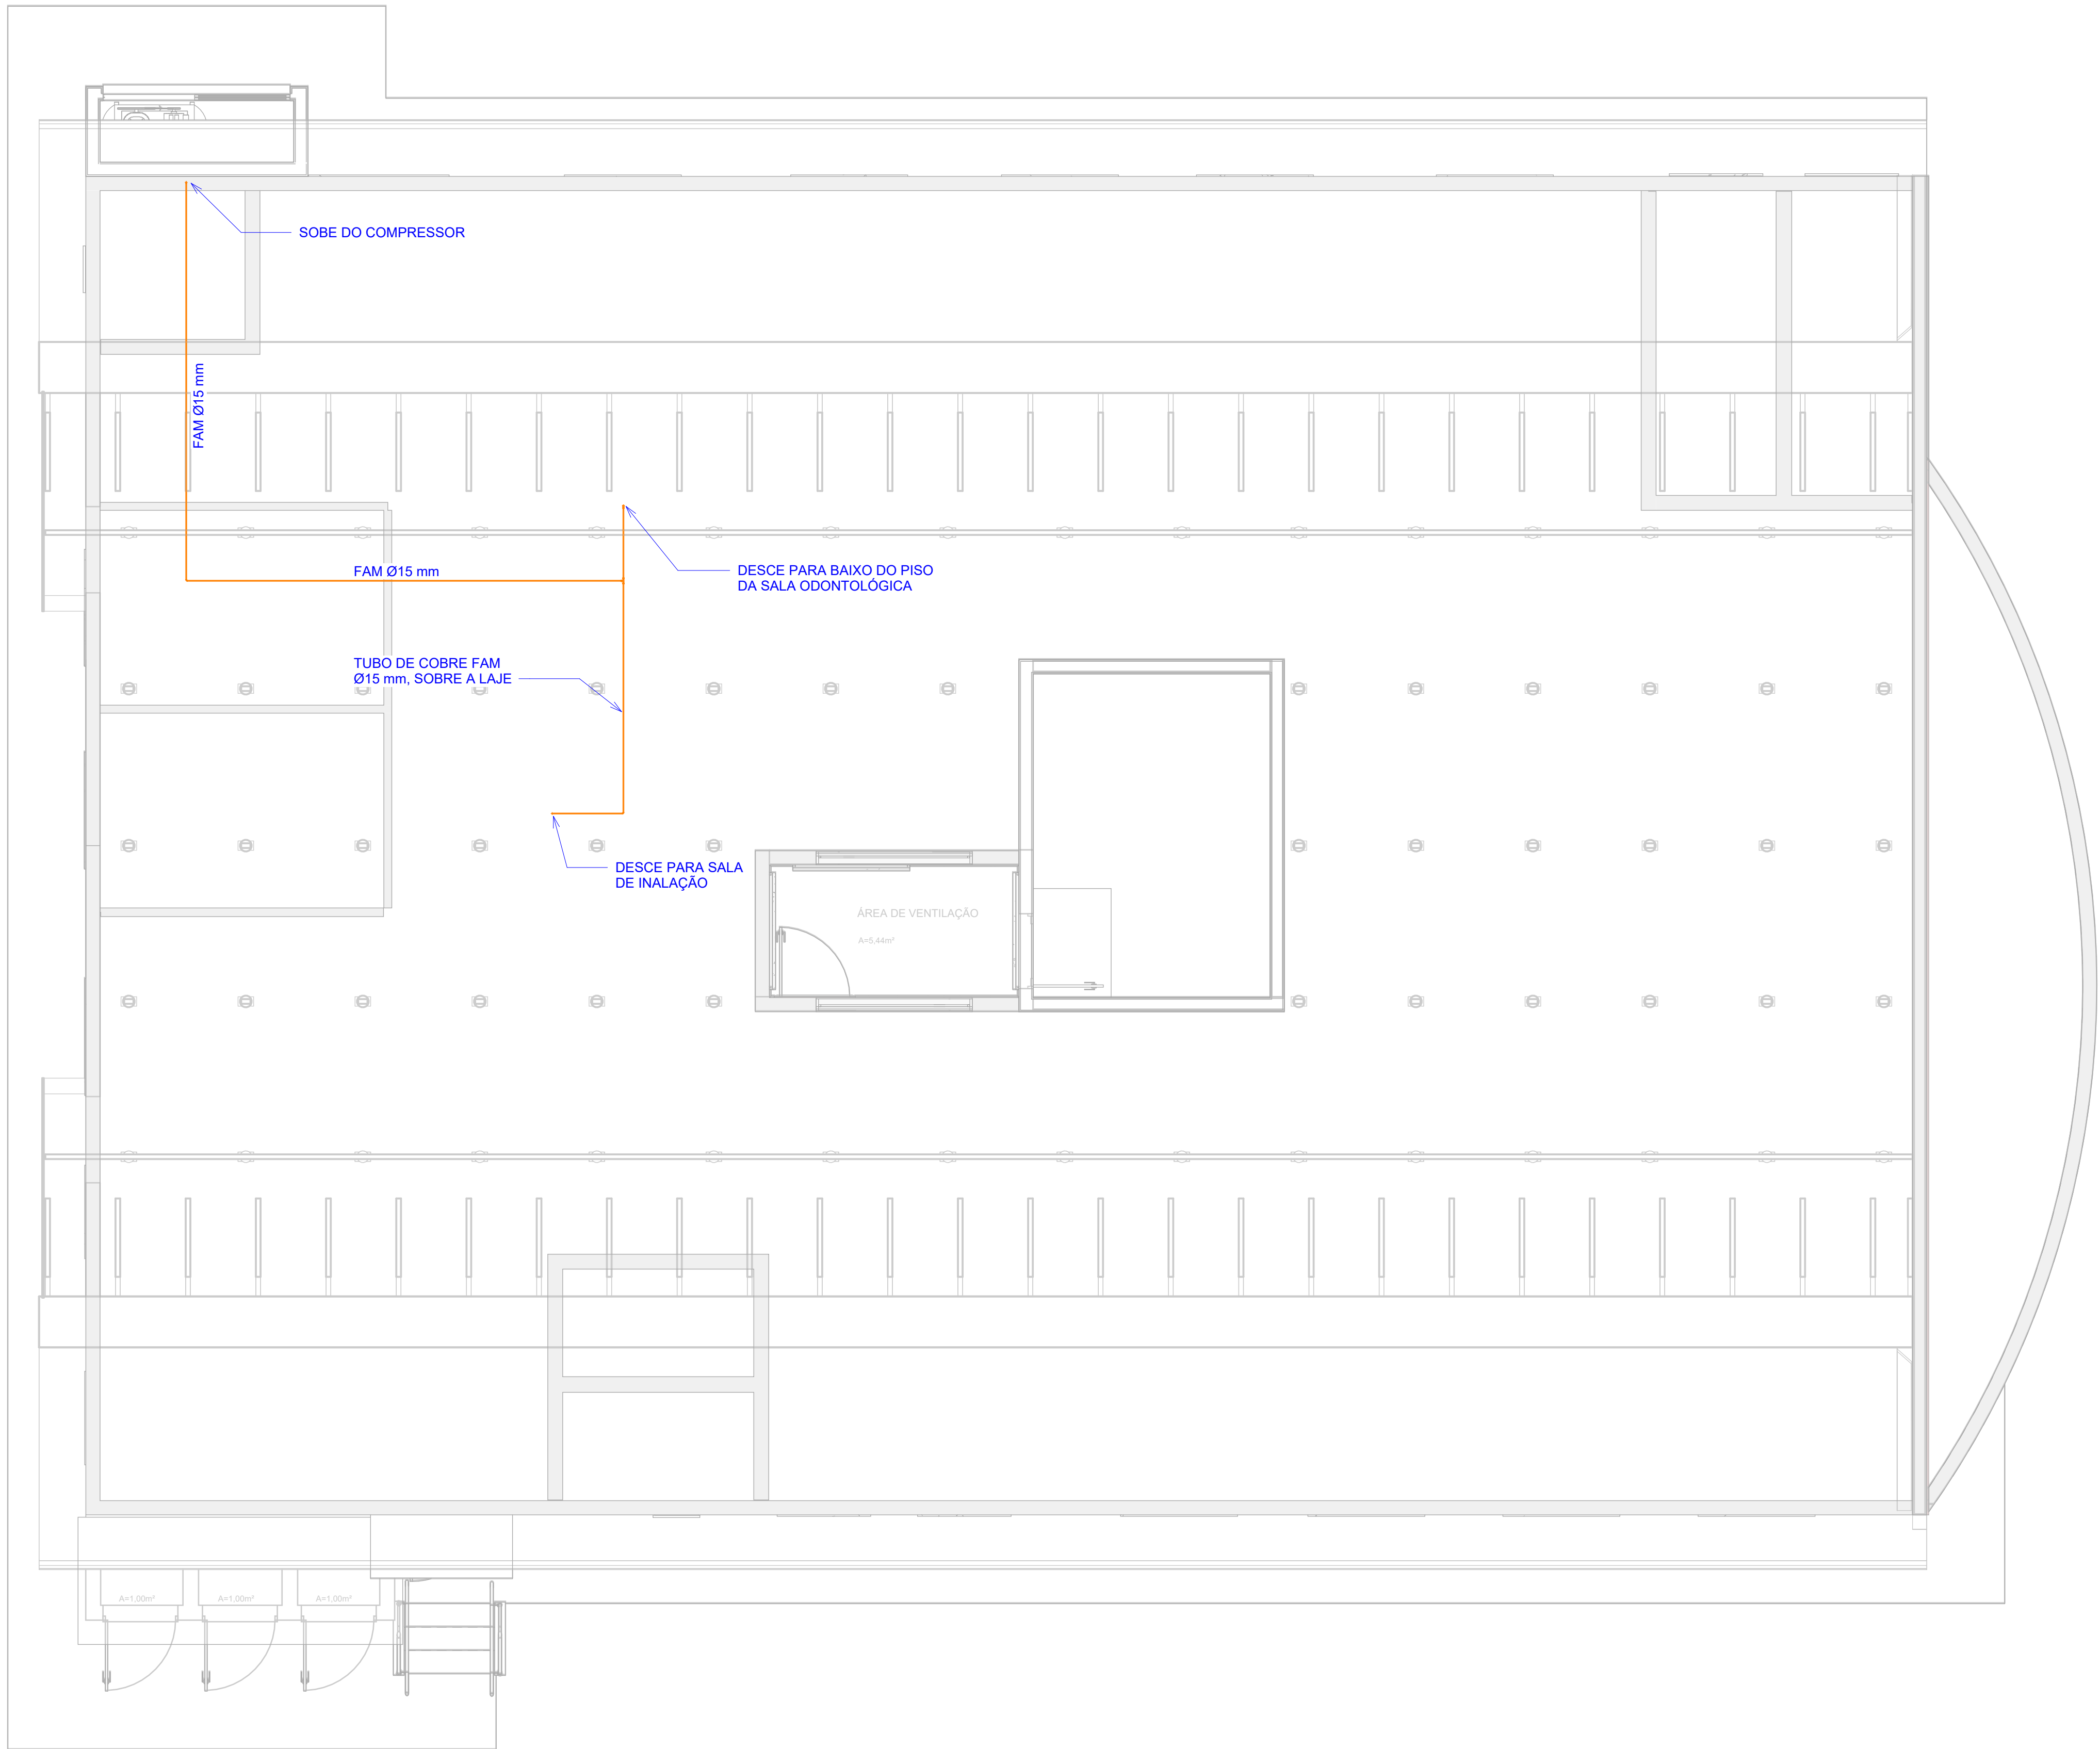 SOBE DO COMPRESSOR
FAM Ø15 mm
FAM Ø15 mm
DESCE PARA BAIXO DO PISO
DA SALA ODONTOLÓGICA
TUBO DE COBRE FAM
Ø15 mm, SOBRE A LAJE
DESCE PARA SALA
DE INALAÇÃO
ÁREA DE VENTILAÇÃO
A=5.44m²
A=1,00m²
A=1,00m²
A=1,00m²